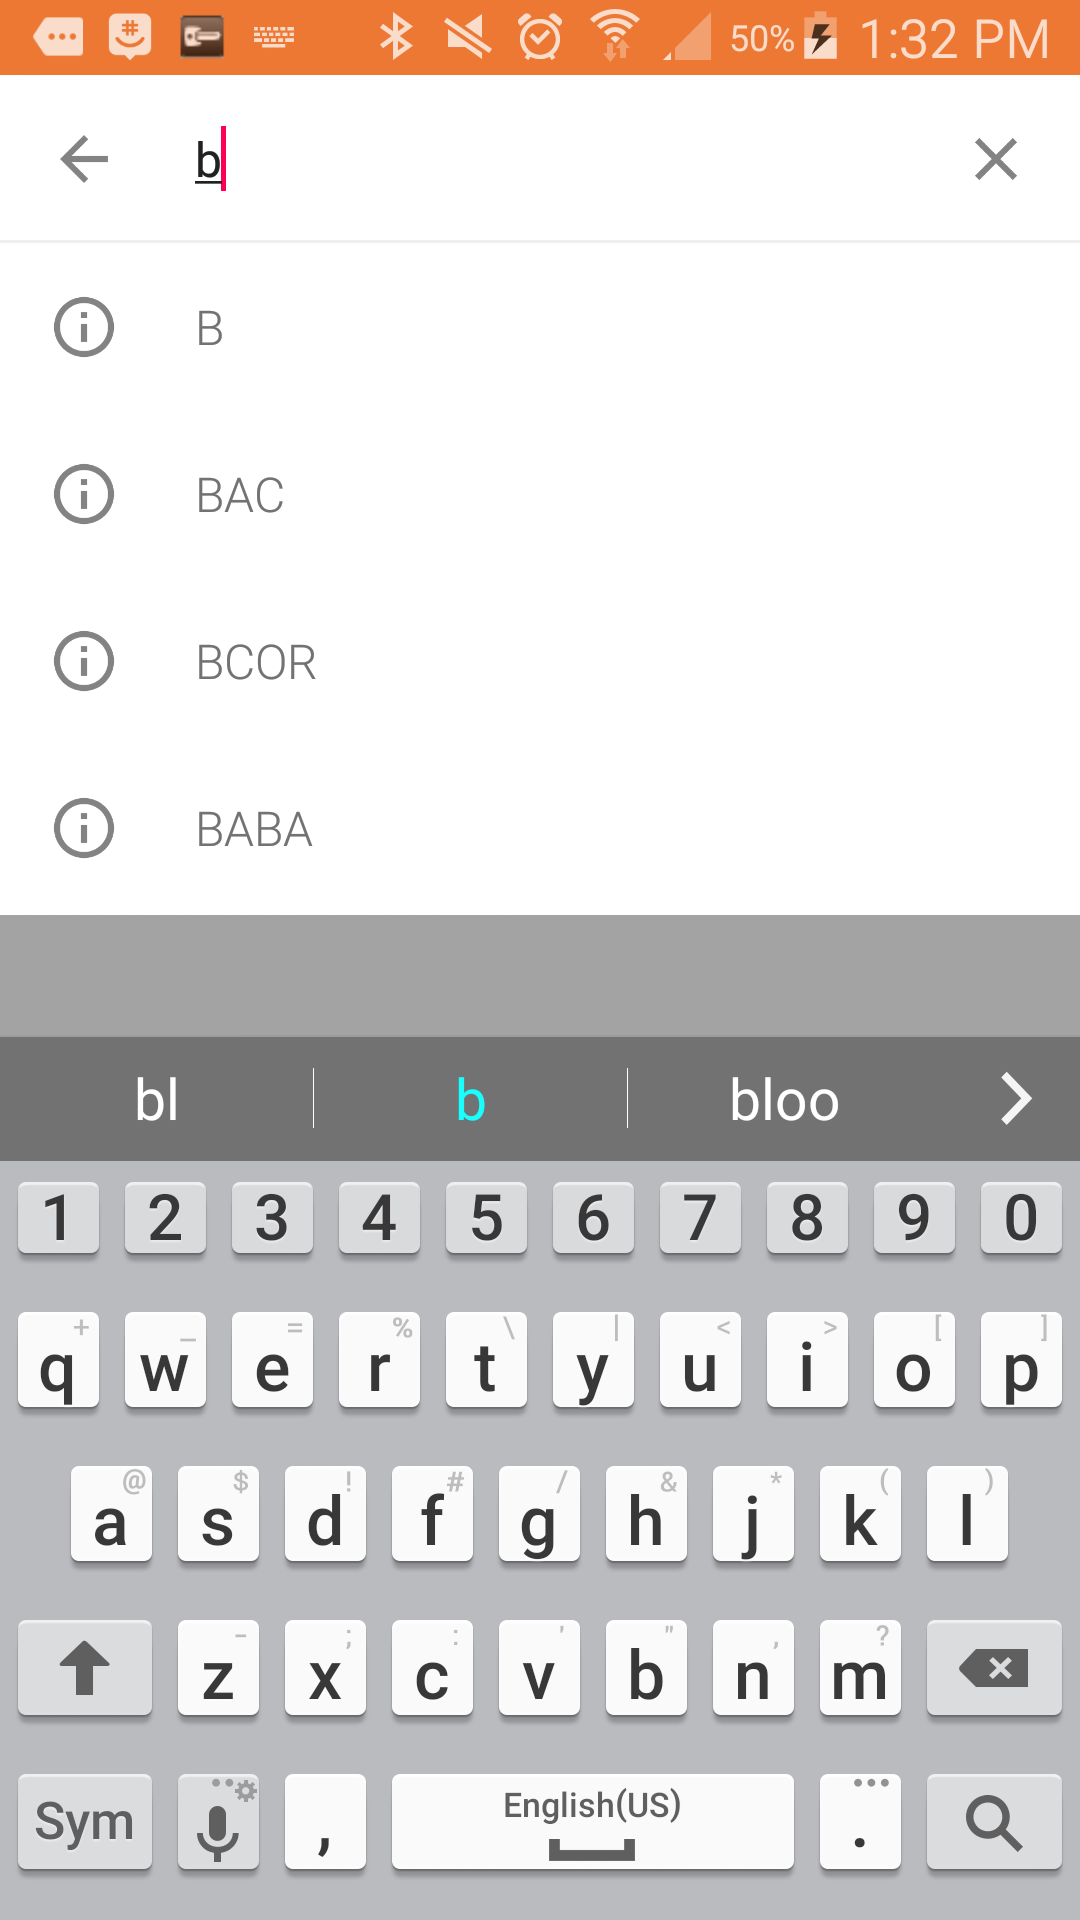 50% 1:32 PM
b
B
BAC
BCOR
BABA
bl b bloo
1 2 3 4 5 6 7 8 9 0
+ _ = % \ | < > [ ]
q w e r t y u i o p
@ $ ! # / & * ( )
a s d f g h j k l
- ; : ' " , ?
z x c v b n m
Sym , English(US) .